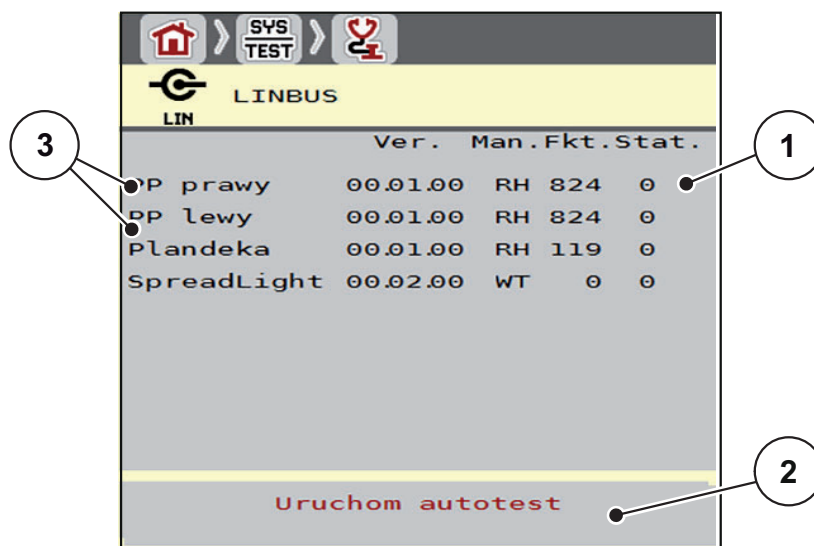 SYS
TEST
LIN
LINBUS
Ver. Man.Fkt.Stat.
PP prawy 00.01.00 RH 824 0
PP lewy 00.01.00 RH 824 0
Plandeka 00.01.00 RH 119 0
SpreadLight 00.02.00 WT 0 0
Uruchom autotest
3
1
2